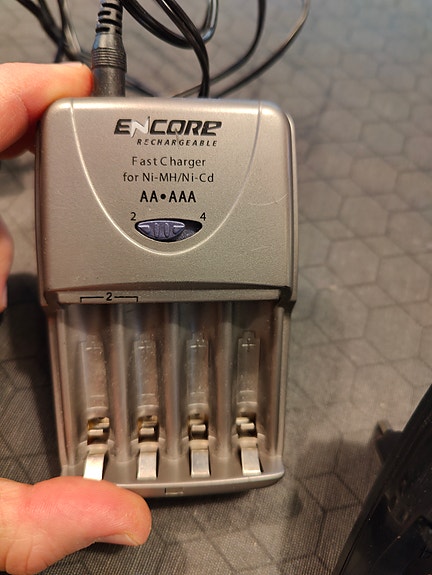 ENCORE
RECHARGEABLE
Fast Charger
for Ni-MH/Ni-Cd
AA•AAA
2 4
2